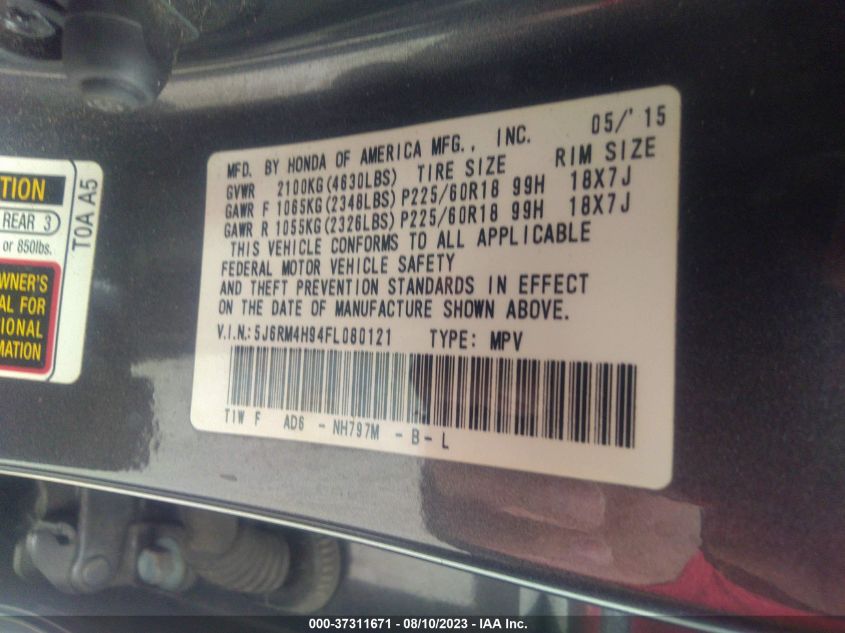 05/'15
MFD. BY HONDA OF AMERICA MFG., INC.
GVWR 2100KG(4630LBS) TIRE SIZE RIM SIZE
GAWR F 1065KG(2348LBS) P225/60R18 99H 18X7J
GAWR R 1055KG(2326LBS) P225/60R18 99H 18X7J
THIS VEHICLE CONFORMS TO ALL APPLICABLE
FEDERAL MOTOR VEHICLE SAFETY
AND THEFT PREVENTION STANDARDS IN EFFECT
ON THE DATE OF MANUFACTURE SHOWN ABOVE.
V.I.N.: 5J6RM4H94FL080121 TYPE: MPV
TIW F AD6 - NH797M - B - L
TION
REAR 3
or 850lbs.
WNER'S
AL FOR
IONAL
MATION
T0A A5
000-37311671 - 08/10/2023 - IAA Inc.